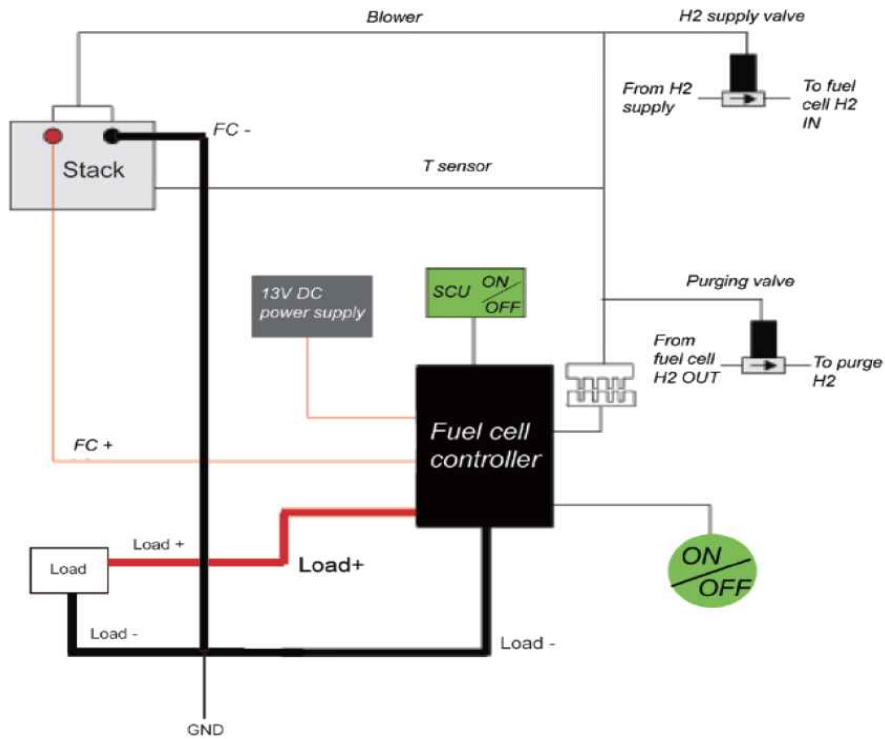 Blower
H2 supply valve
From H2
supply
To fuel
cell H2
IN
FC -
Stack
T sensor
13V DC
power supply
SCU ON
OFF
Purging valve
From
fuel cell
H2 OUT
To purge
H2
FC +
Fuel cell
controller
Load +
Load+
Load
ON
OFF
Load -
Load -
GND